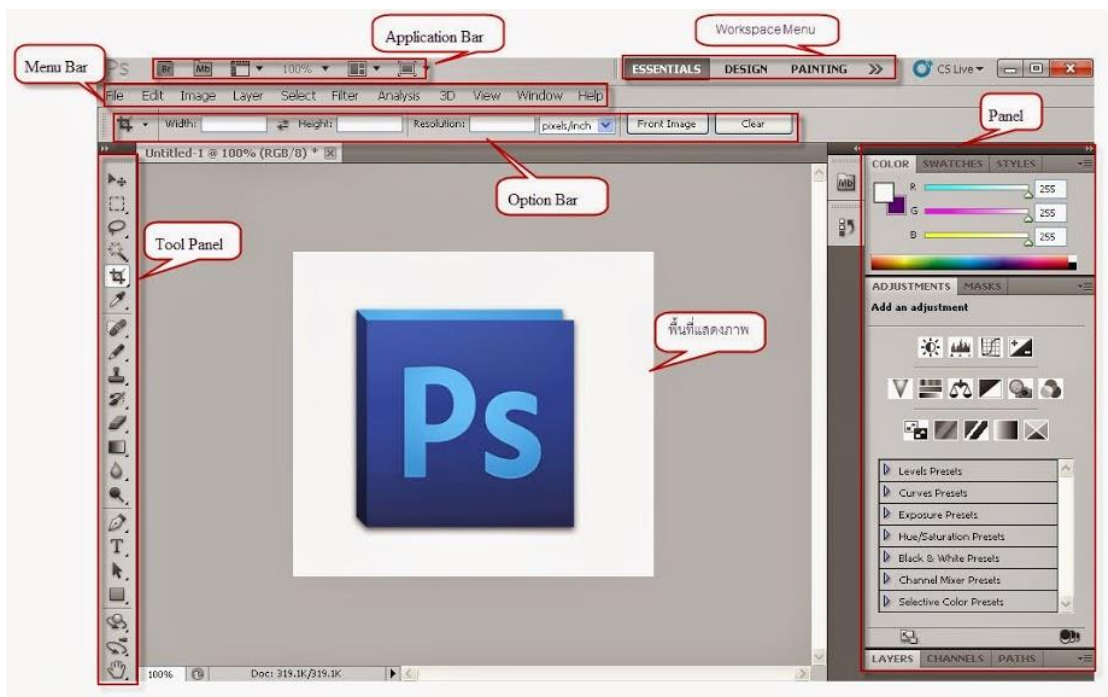 Application Bar
Workspace Menu
Menu Bar
Ps Br Mb 100%
ESSENTIALS DESIGN PAINTING >> CS Live
File Edit Image Layer Select Filter Analysis 3D View Window Help
Width: Height: Resolution: pixels/inch Front Image Clear
Panel
Untitled-1 @ 100% (RGB/8) *
Option Bar
Tool Panel
Mb
COLOR SWATCHES STYLES
R 255
G 255
B 255
ADJUSTMENTS MASKS
Add an adjustment
พื้นที่แสดงภาพ
Ps
Levels Presets
Curves Presets
Exposure Presets
Hue/Saturation Presets
Black & White Presets
Channel Mixer Presets
Selective Color Presets
T
100% Doc: 319.1K/319.1K
LAYERS CHANNELS PATHS